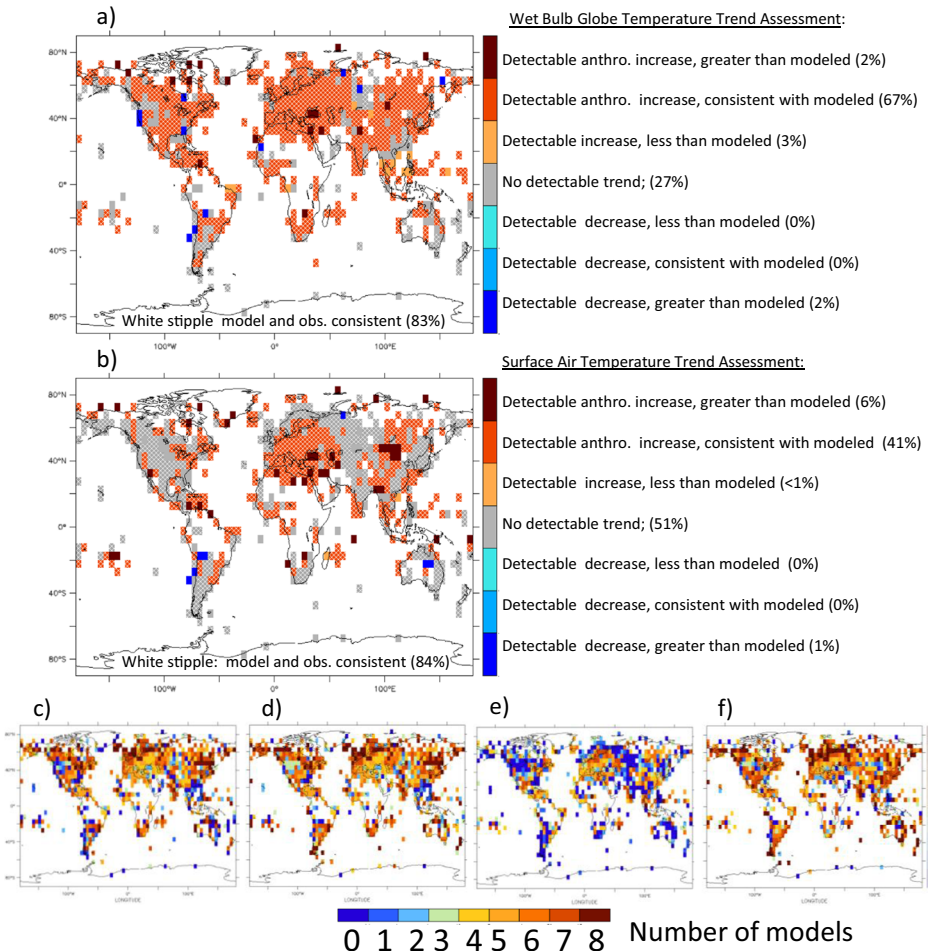 a)
Wet Bulb Globe Temperature Trend Assessment:
80°N
40°N
0°
40°S
80°S
Detectable anthro. increase, greater than modeled (2%)
Detectable anthro. increase, consistent with modeled (67%)
Detectable increase, less than modeled (3%)
No detectable trend; (27%)
Detectable decrease, less than modeled (0%)
Detectable decrease, consistent with modeled (0%)
Detectable decrease, greater than modeled (2%)
White stipple model and obs. consistent (83%)
100°W 0° 100°E
b)
Surface Air Temperature Trend Assessment:
80°N
40°N
0°
40°S
80°S
Detectable anthro. increase, greater than modeled (6%)
Detectable anthro. increase, consistent with modeled (41%)
Detectable increase, less than modeled (<1%)
No detectable trend; (51%)
Detectable decrease, less than modeled (0%)
Detectable decrease, consistent with modeled (0%)
Detectable decrease, greater than modeled (1%)
White stipple: model and obs. consistent (84%)
100°W 0° 100°E
c) d) e) f)
LONGITUDE LONGITUDE LONGITUDE LONGITUDE
0 1 2 3 4 5 6 7 8 Number of models